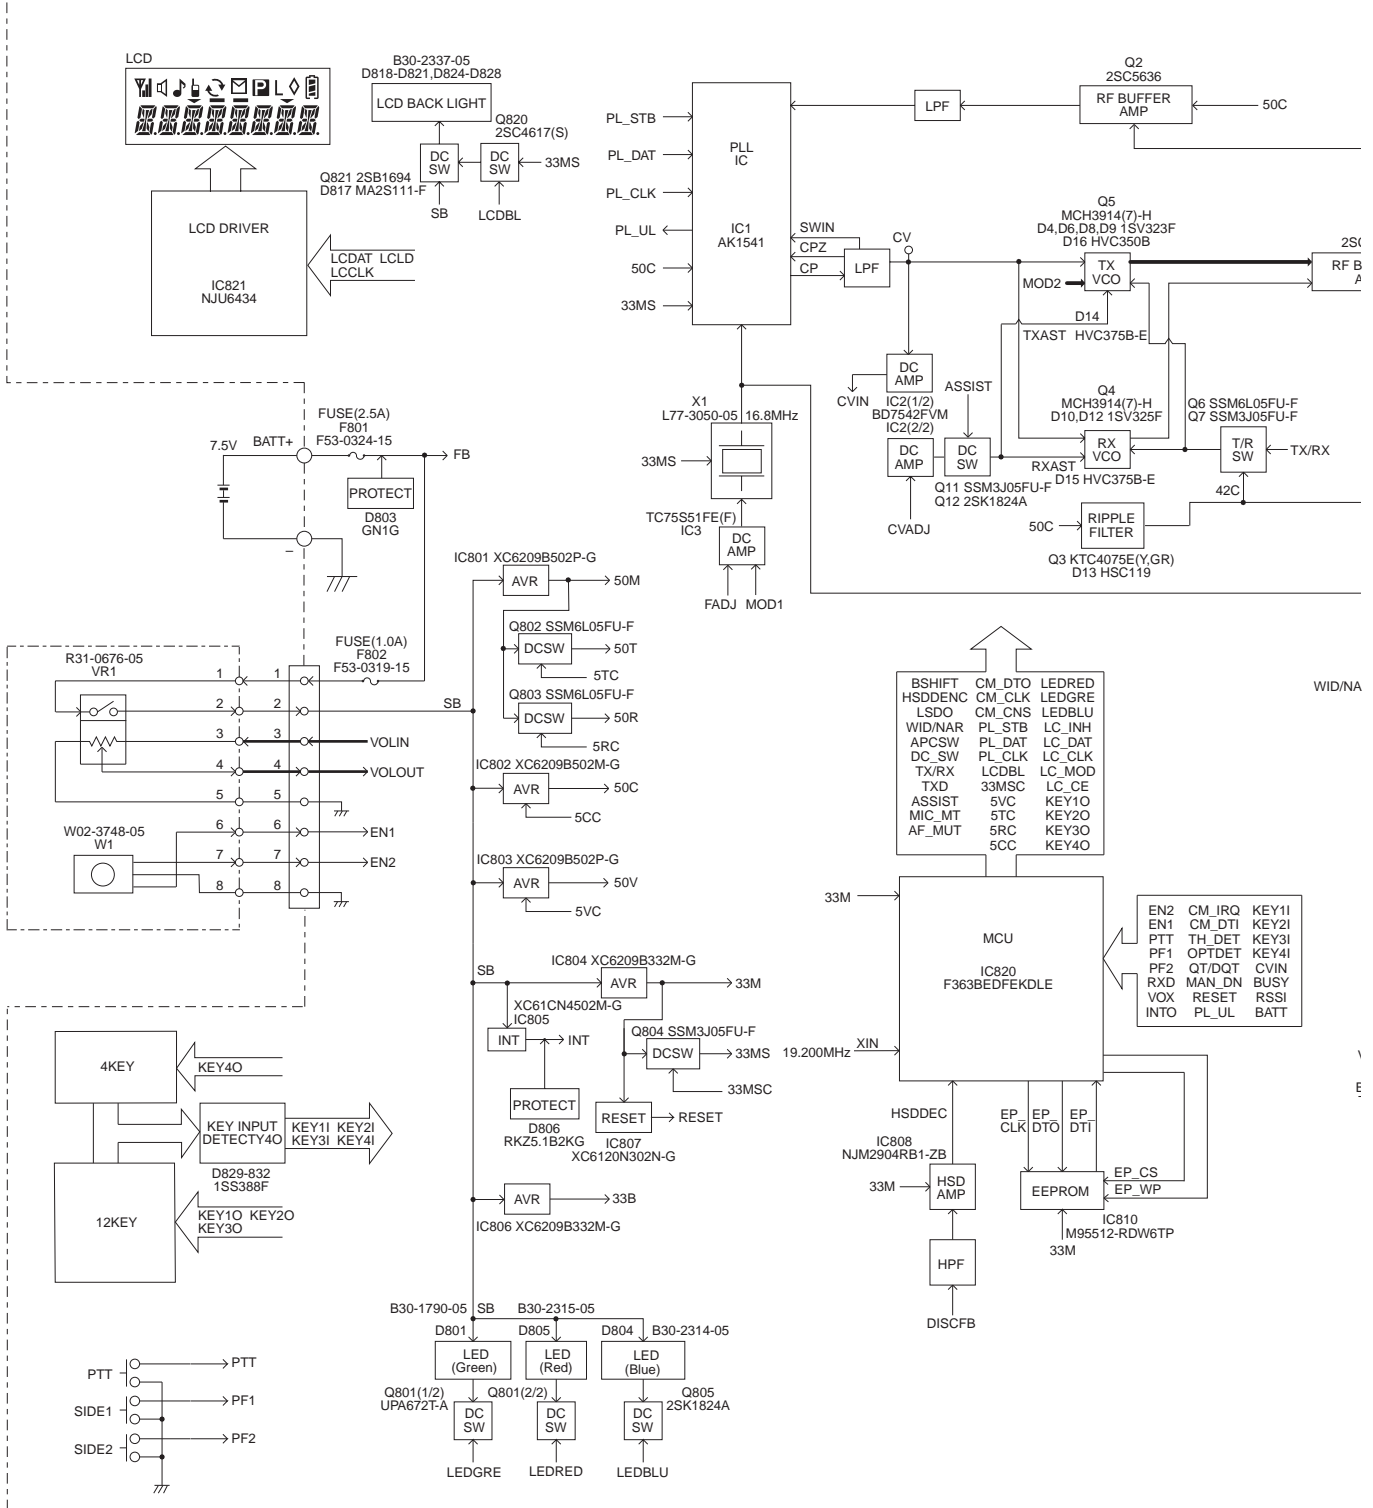 LCD
B30-2337-05
D818-D821,D824-D828
LCD BACK LIGHT
Q820
2SC4617(S)
DC
SW
DC
SW
33MS
Q821 2SB1694
D817 MA2S111-F
SB
LCDBL
LCD DRIVER
IC821
NJU6434
LCDAT LCLD
LCCLK
PL_STB
PL_DAT
PL_CLK
PL_UL
50C
33MS
PLL
IC
IC1
AK1541
SWIN
CPZ
CP
LPF
CV
LPF
Q2
2SC5636
RF BUFFER
AMP
50C
Q5
MCH3914(7)-H
D4,D6,D8,D9 1SV323F
D16 HVC350B
TX
VCO
MOD2
D14
TXAST HVC375B-E
2SC
RF B
A
DC
AMP
CVIN
IC2(1/2)
BD7542FVM
IC2(2/2)
ASSIST
DC
AMP
DC
SW
CVADJ
Q11 SSM3J05FU-F
Q12 2SK1824A
Q4
MCH3914(7)-H
D10,D12 1SV325F
RX
VCO
RXAST
D15 HVC375B-E
Q6 SSM6L05FU-F
Q7 SSM3J05FU-F
T/R
SW
TX/RX
42C
50C
RIPPLE
FILTER
Q3 KTC4075E(Y,GR)
D13 HSC119
X1
L77-3050-05 16.8MHz
33MS
TC75S51FE(F)
IC3
DC
AMP
FADJ MOD1
7.5V
BATT+
–
FUSE(2.5A)
F801
F53-0324-15
FB
PROTECT
D803
GN1G
FUSE(1.0A)
F802
F53-0319-15
R31-0676-05
VR1
1 1
2 2
3 3
4 4
5 5
6 6
7 7
8 8
SB
VOLIN
VOLOUT
EN1
EN2
W02-3748-05
W1
IC801 XC6209B502P-G
AVR
50M
Q802 SSM6L05FU-F
DCSW
50T
5TC
Q803 SSM6L05FU-F
DCSW
50R
5RC
IC802 XC6209B502M-G
AVR
50C
5CC
IC803 XC6209B502P-G
AVR
50V
5VC
SB
IC804 XC6209B332M-G
AVR
33M
XC61CN4502M-G
IC805
INT
INT
PROTECT
D806
RKZ5.1B2KG
Q804 SSM3J05FU-F
DCSW
33MS
33MSC
RESET
RESET
IC807
XC6120N302N-G
AVR
33B
IC806 XC6209B332M-G
BSHIFT CM_DTO LEDRED
HSDDENC CM_CLK LEDGRE
LSDO CM_CNS LEDBLU
WID/NAR PL_STB LC_INH
APCSW PL_DAT LC_DAT
DC_SW PL_CLK LC_CLK
TX/RX LCDBL LC_MOD
TXD 33MSC LC_CE
ASSIST 5VC KEY1O
MIC_MT 5TC KEY2O
AF_MUT 5RC KEY3O
5CC KEY4O
WID/NA
33M
MCU
IC820
F363BEDFEKDLE
EN2 CM_IRQ KEY1I
EN1 CM_DTI KEY2I
PTT TH_DET KEY3I
PF1 OPTDET KEY4I
PF2 QT/DQT CVIN
RXD MAN_DN BUSY
VOX RESET RSSI
INTO PL_UL BATT
19.200MHz XIN
HSDDEC
EP_
CLK
EP_
DTO
EP_
DTI
IC808
NJM2904RB1-ZB
33M
HSD
AMP
HPF
DISCFB
EEPROM
EP_CS
EP_WP
IC810
M95512-RDW6TP
33M
4KEY
KEY4O
KEY INPUT
DETECTY4O
KEY1I KEY2I
KEY3I KEY4I
D829-832
1SS388F
12KEY
KEY1O KEY2O
KEY3O
B30-1790-05 SB B30-2315-05
D801 D805 D804 B30-2314-05
LED
(Green)
LED
(Red)
LED
(Blue)
Q801(1/2)
UPA672T-A
Q801(2/2)
Q805
2SK1824A
DC
SW
DC
SW
DC
SW
LEDGRE
LEDRED
LEDBLU
PTT
PTT
SIDE1
PF1
SIDE2
PF2